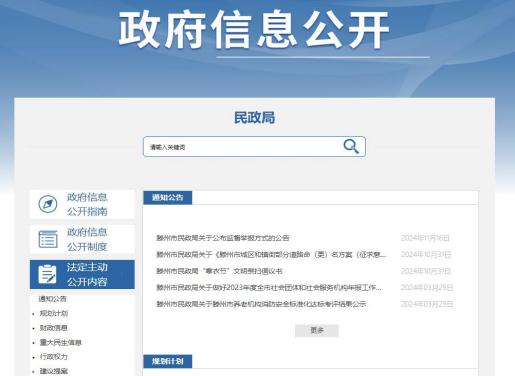 政府信息公开
民政局
请输入关键词
政府信息
公开指南
政府信息
公开制度
法定主动
公开内容
通知公告
规划计划
财政信息
重大民生信息
行政权力
建议提案
通知公告
滕州市民政局关于公布监督举报方式的公告 2024年11月16日
滕州市民政局关于《滕州市城区和镇街部分道路命（更）名方案（征求意... 2024年10月31日
滕州市民政局“寒衣节”文明祭扫倡议书 2024年10月31日
滕州市民政局关于做好2023年度全市社会团体和社会服务机构年报工作... 2024年03月25日
滕州市民政局关于滕州市养老机构消防安全标准化达标考评结果公示 2024年03月25日
更多
规划计划